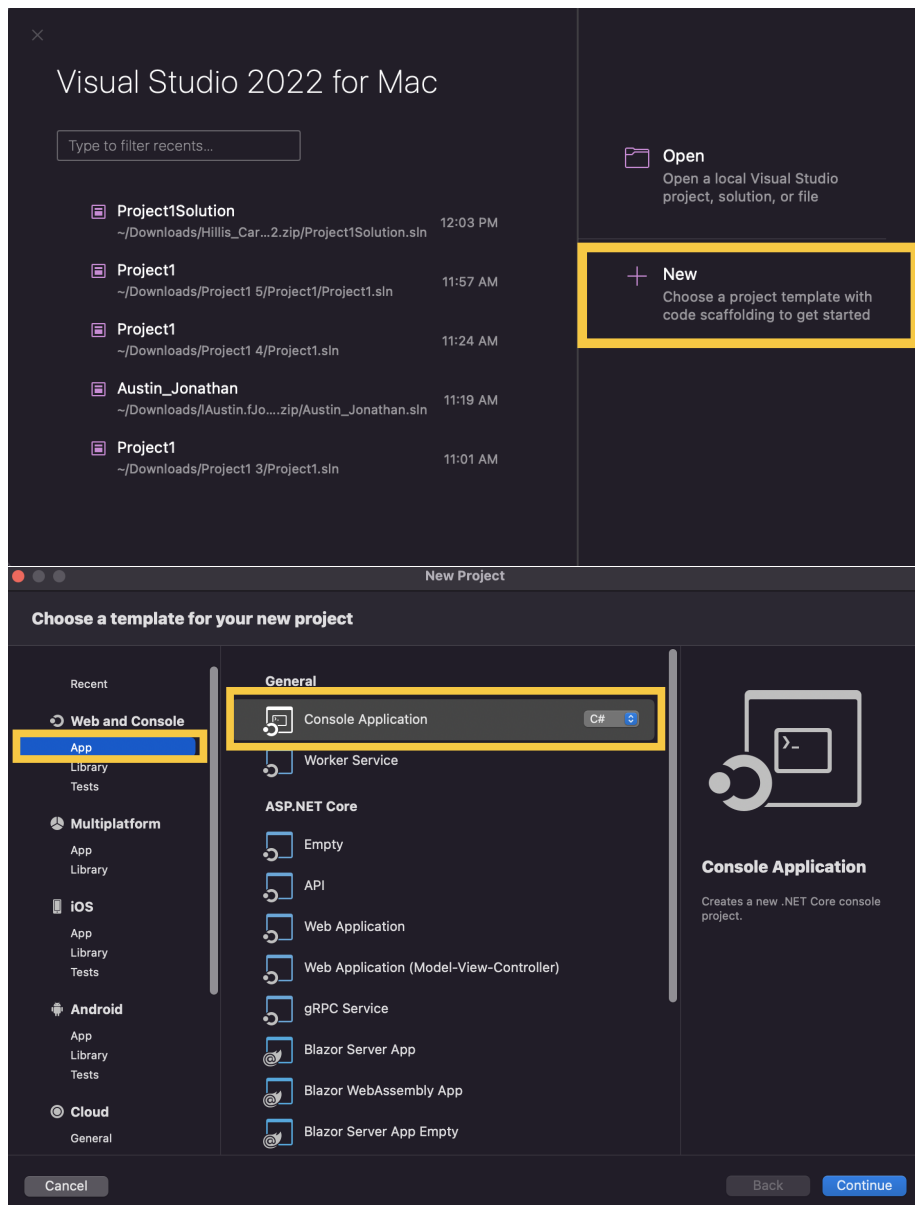 Visual Studio 2022 for Mac
Type to filter recents...
Project1Solution
~/Downloads/Hillis_Car...2.zip/Project1Solution.sln
12:03 PM
Project1
~/Downloads/Project1 5/Project1/Project1.sln
11:57 AM
Project1
~/Downloads/Project1 4/Project1.sln
11:24 AM
Austin_Jonathan
~/Downloads/lAustin.fJo....zip/Austin_Jonathan.sln
11:19 AM
Project1
~/Downloads/Project1 3/Project1.sln
11:01 AM
Open
Open a local Visual Studio
project, solution, or file
New
Choose a project template with
code scaffolding to get started
New Project
Choose a template for your new project
Recent
Web and Console
App
Library
Tests
Multiplatform
App
Library
iOS
App
Library
Tests
Android
App
Library
Tests
Cloud
General
General
Console Application
C#
Worker Service
ASP.NET Core
Empty
API
Web Application
Web Application (Model-View-Controller)
gRPC Service
Blazor Server App
Blazor WebAssembly App
Blazor Server App Empty
Console Application
Creates a new .NET Core console
project.
Cancel
Back
Continue